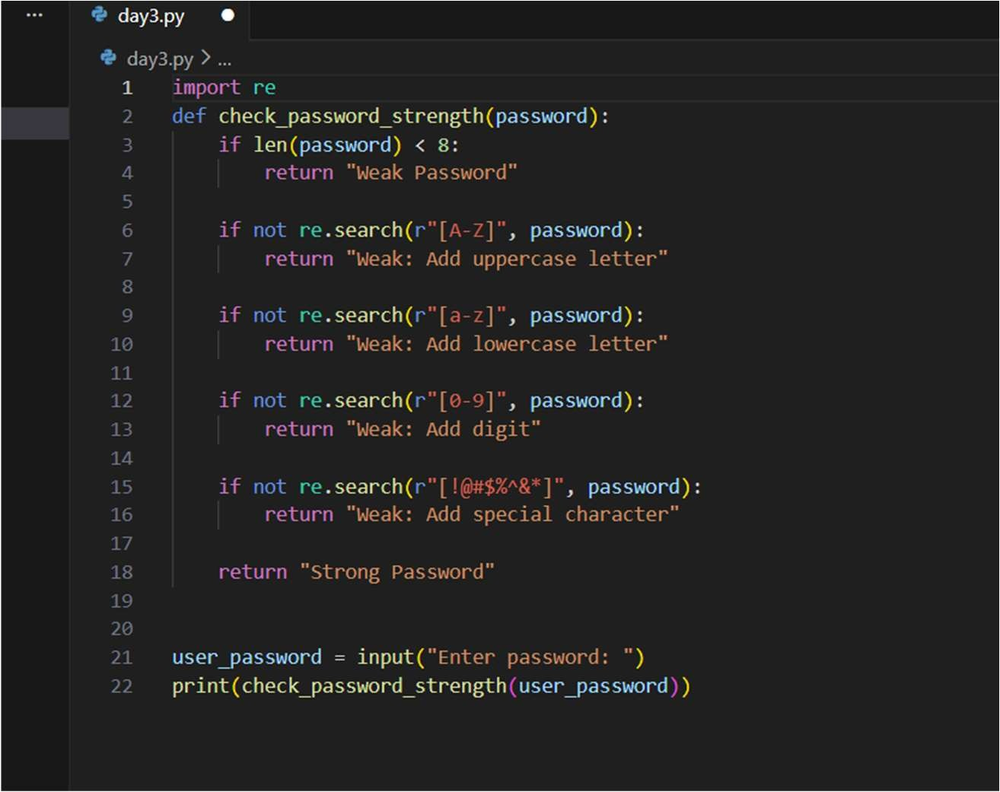 ...
day3.py
day3.py > ...
1 import re
2 def check_password_strength(password):
3     if len(password) < 8:
4         return "Weak Password"
5
6     if not re.search(r"[A-Z]", password):
7         return "Weak: Add uppercase letter"
8
9     if not re.search(r"[a-z]", password):
10         return "Weak: Add lowercase letter"
11
12     if not re.search(r"[0-9]", password):
13         return "Weak: Add digit"
14
15     if not re.search(r"[!@#$%^&*]", password):
16         return "Weak: Add special character"
17
18     return "Strong Password"
19
20
21 user_password = input("Enter password: ")
22 print(check_password_strength(user_password))